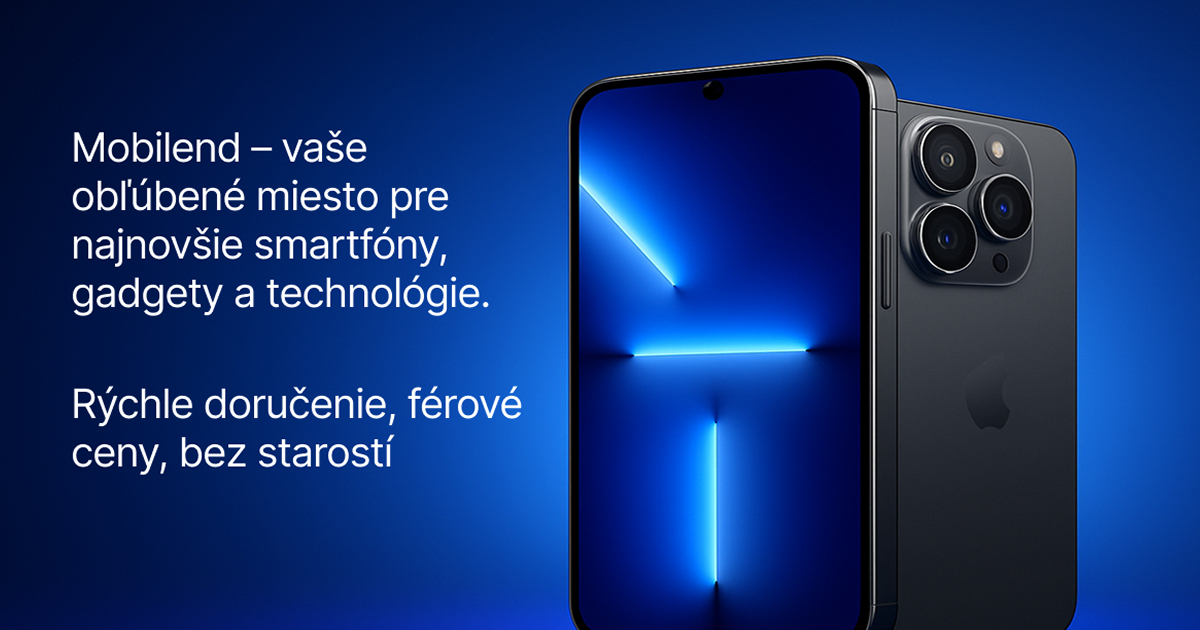 Mobilend – vaše
obľúbené miesto pre
najnovšie smartfóny,
gadgety a technológie.
Rýchle doručenie, férové
ceny, bez starostí